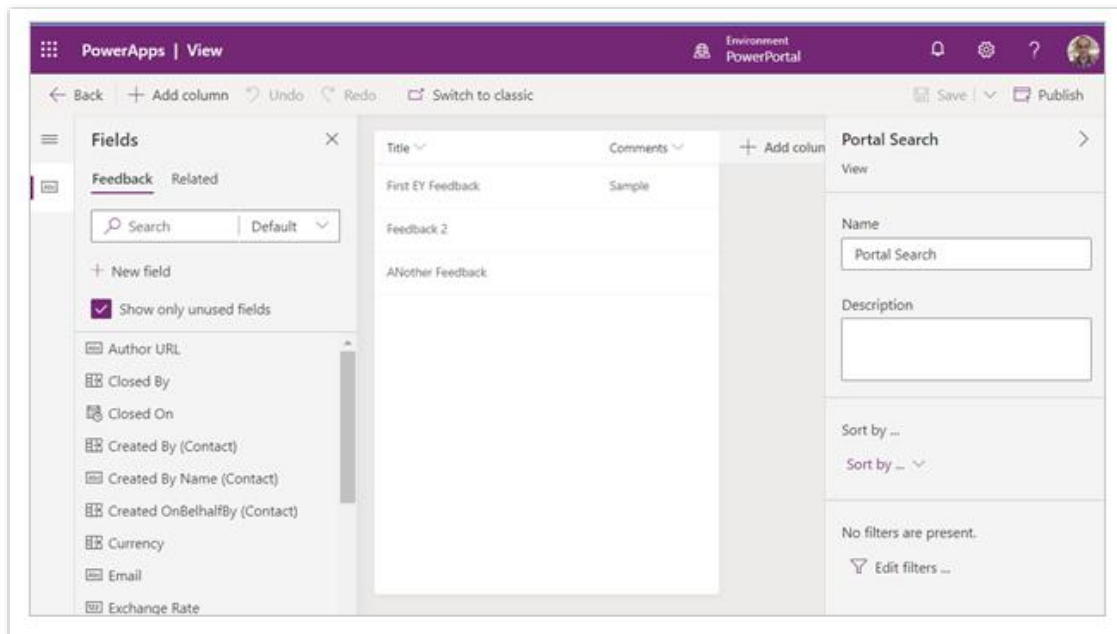 PowerApps | View
Environment
PowerPortal
?
Back
Add column
Undo
Redo
Switch to classic
Save
Publish
Fields
Feedback
Related
Search
Default
New field
Show only unused fields
Author URL
Closed By
Closed On
Created By (Contact)
Created By Name (Contact)
Created OnBelhalfBy (Contact)
Currency
Email
Exchange Rate
Title
Comments
Add colun
First EY Feedback
Sample
Feedback 2
ANother Feedback
Portal Search
View
Name
Portal Search
Description
Sort by ...
Sort by ...
No filters are present.
Edit filters ...